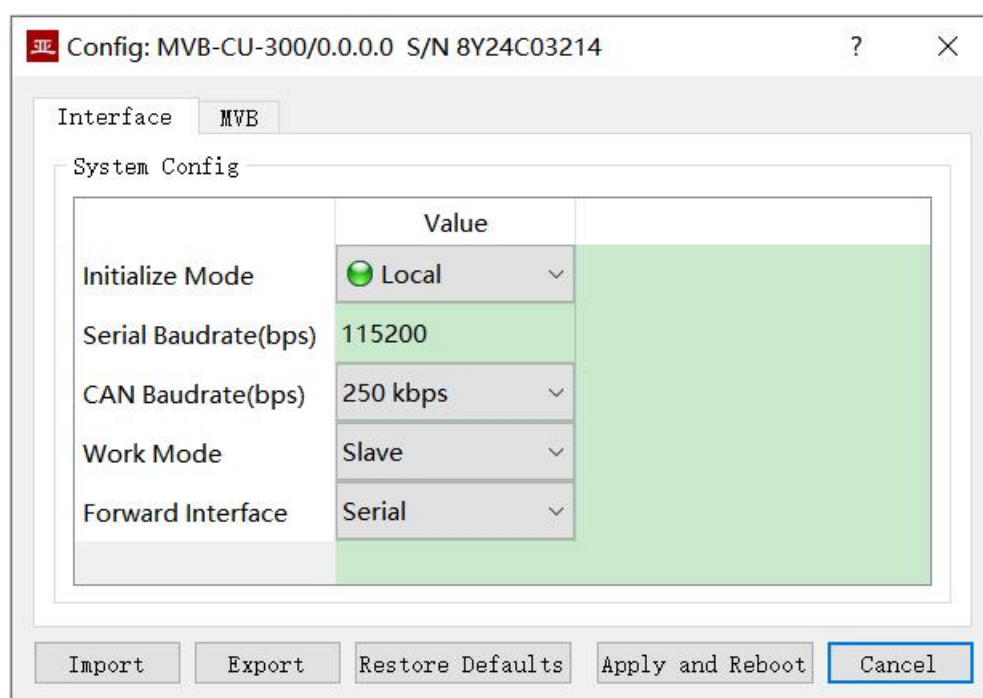 亚 Config: MVB-CU-300/0.0.0.0 S/N 8Y24C03214 ?
Interface MVB
System Config
Value
Initialize Mode Local
Serial Baudrate(bps) 115200
CAN Baudrate(bps) 250 kbps
Work Mode Slave
Forward Interface Serial
Import Export Restore Defaults Apply and Reboot Cancel